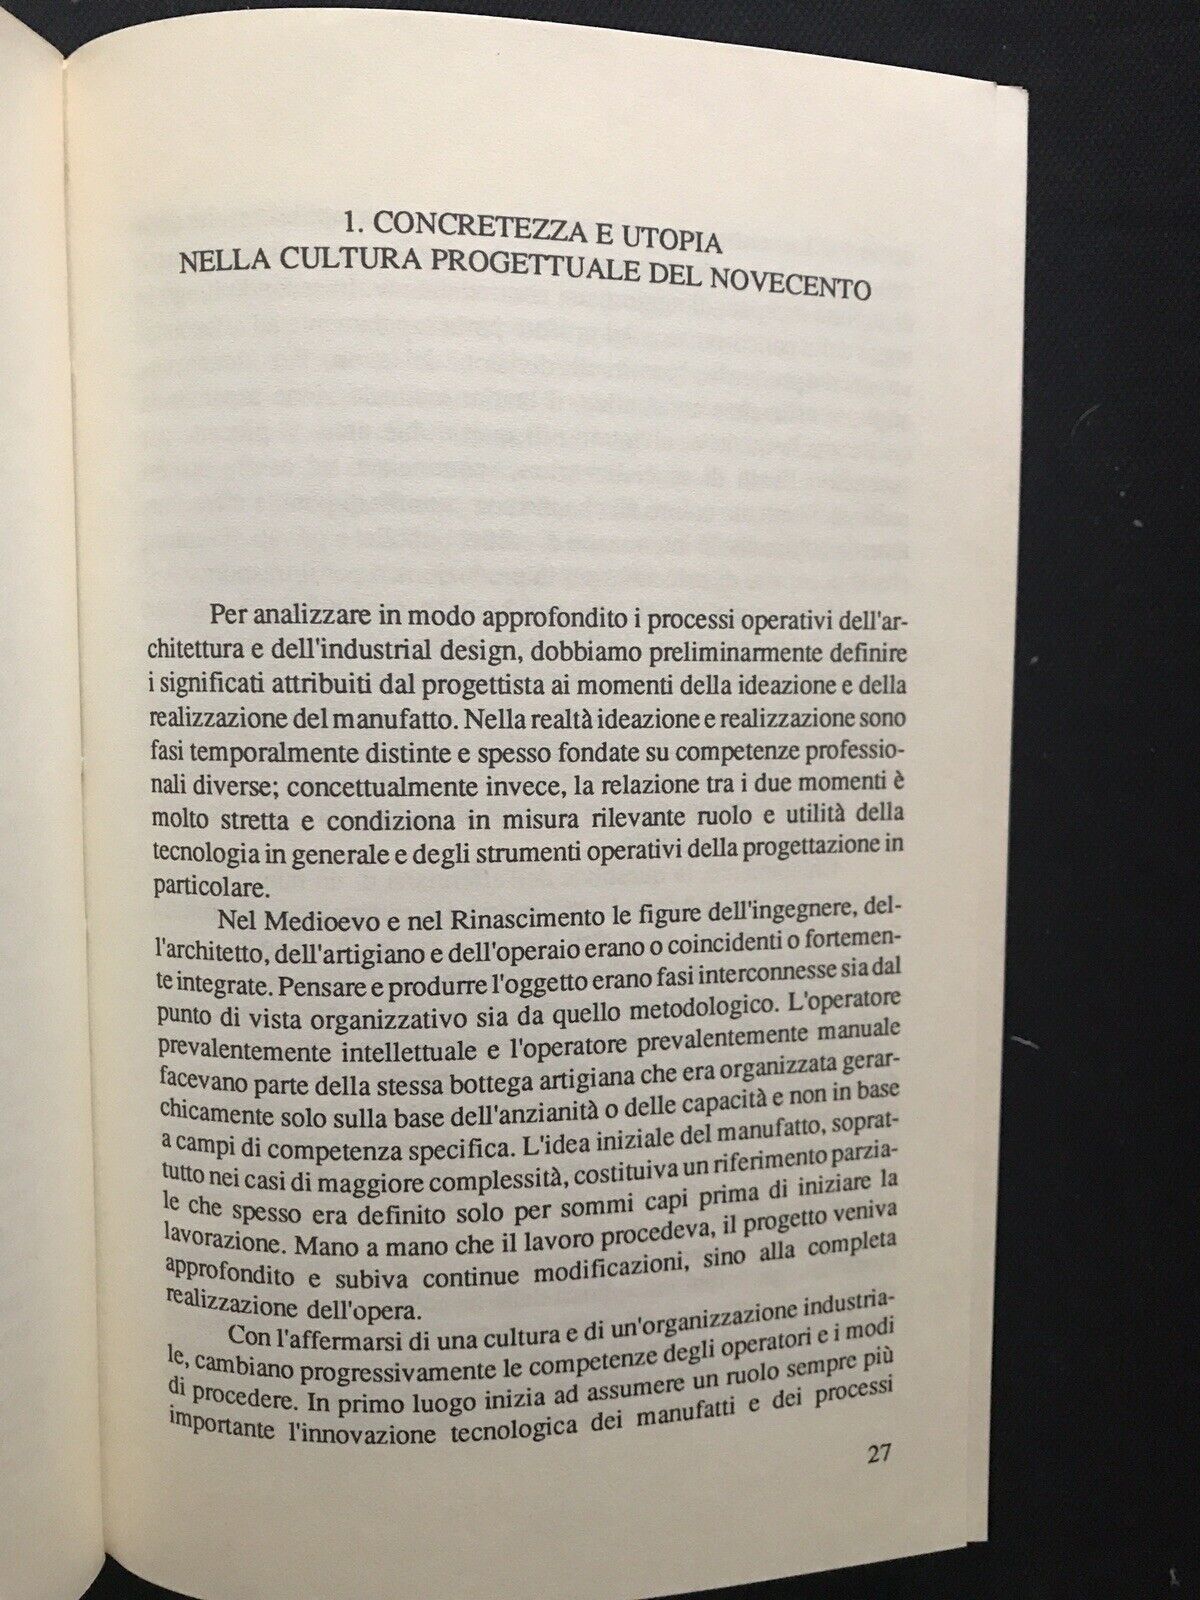 1. CONCRETEZZA E UTOPIA
NELLA CULTURA PROGETTUALE DEL NOVECENTO
Per analizzare in modo approfondito i processi operativi dell'ar-
chitettura e dell'industrial design, dobbiamo preliminarmente definire
i significati attribuiti dal progettista ai momenti della ideazione e della
realizzazione del manufatto. Nella realtà ideazione e realizzazione sono
fasi temporalmente distinte e spesso fondate su competenze professio-
nali diverse; concettualmente invece, la relazione tra i due momenti è
molto stretta e condiziona in misura rilevante ruolo e utilità della
tecnologia in generale e degli strumenti operativi della progettazione in
particolare.
Nel Medioevo e nel Rinascimento le figure dell'ingegnere, del-
l'architetto, dell'artigiano e dell'operaio erano o coincidenti o fortemen-
te integrate. Pensare e produrre l'oggetto erano fasi interconnesse sia dal
punto di vista organizzativo sia da quello metodologico. L'operatore
prevalentemente intellettuale e l'operatore prevalentemente manuale
facevano parte della stessa bottega artigiana che era organizzata gerar-
chicamente solo sulla base dell'anzianità o delle capacità e non in base
a campi di competenza specifica. L'idea iniziale del manufatto, soprat-
tutto nei casi di maggiore complessità, costituiva un riferimento parzia-
le che spesso era definito solo per sommi capi prima di iniziare la
lavorazione. Mano a mano che il lavoro procedeva, il progetto veniva
approfondito e subiva continue modificazioni, sino alla completa
realizzazione dell'opera.
Con l'affermarsi di una cultura e di un'organizzazione industria-
le, cambiano progressivamente le competenze degli operatori e i modi
di procedere. In primo luogo inizia ad assumere un ruolo sempre più
importante l'innovazione tecnologica dei manufatti e dei processi
27